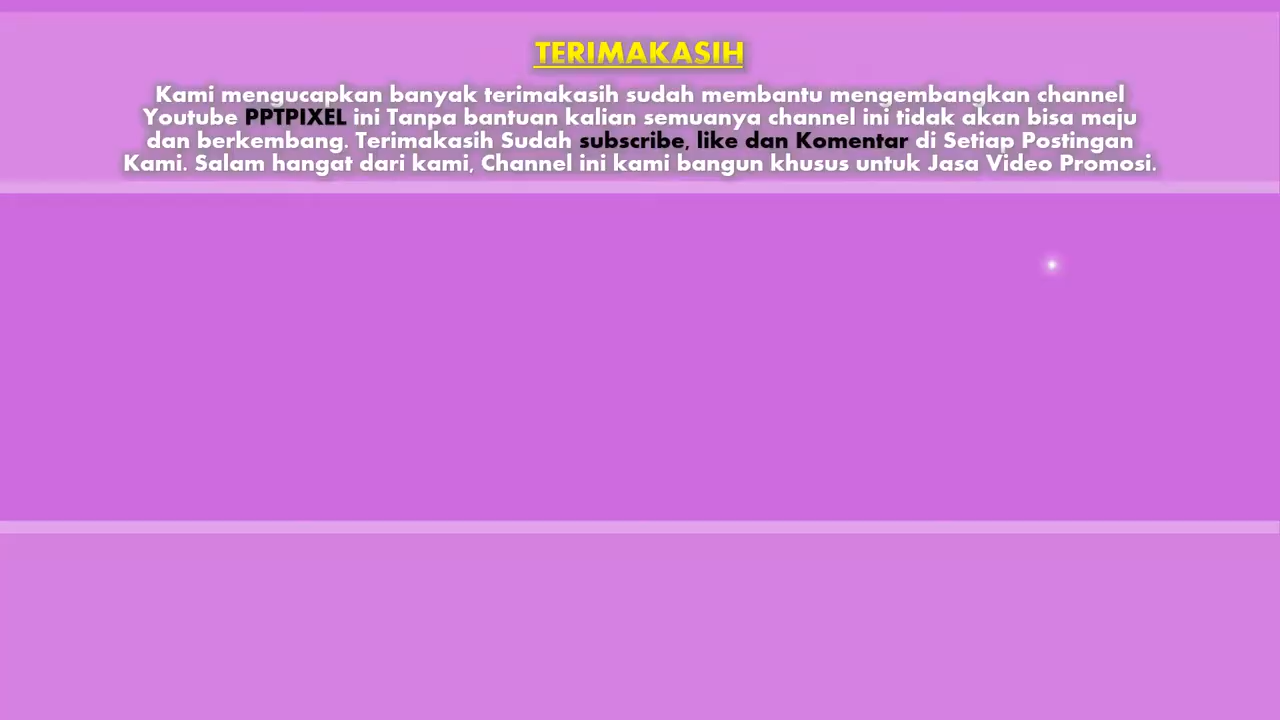 TERIMAKASIH
Kami mengucapkan banyak terimakasih sudah membantu mengembangkan channel
Youtube PPTPIXEL ini Tanpa bantuan kalian semuanya channel ini tidak akan bisa maju
dan berkembang. Terimakasih Sudah subscribe, like dan Komentar di Setiap Postingan
Kami. Salam hangat dari kami, Channel ini kami bangun khusus untuk Jasa Video Promosi.